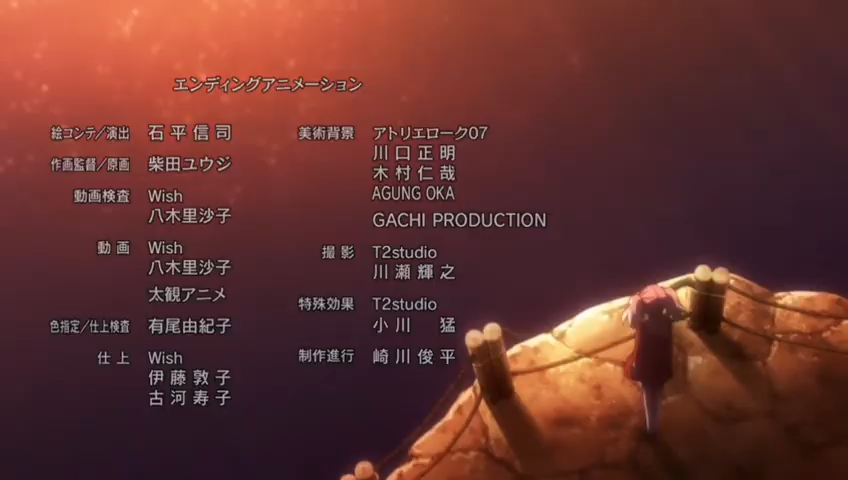 エンディングアニメーション
絵コンテ/演出 石平信司
作画監督/原画 柴田ユウジ
動画検査 Wish
八木里沙子
動画 Wish
八木里沙子
太観アニメ
色指定/仕上検査 有尾由紀子
仕上 Wish
伊藤敦子
古河寿子
美術背景 アトリエローク07
川口正明
木村仁哉
AGUNG OKA
GACHI PRODUCTION
撮影 T2studio
川瀬輝之
特殊効果 T2studio
小川 猛
制作進行 崎川俊平